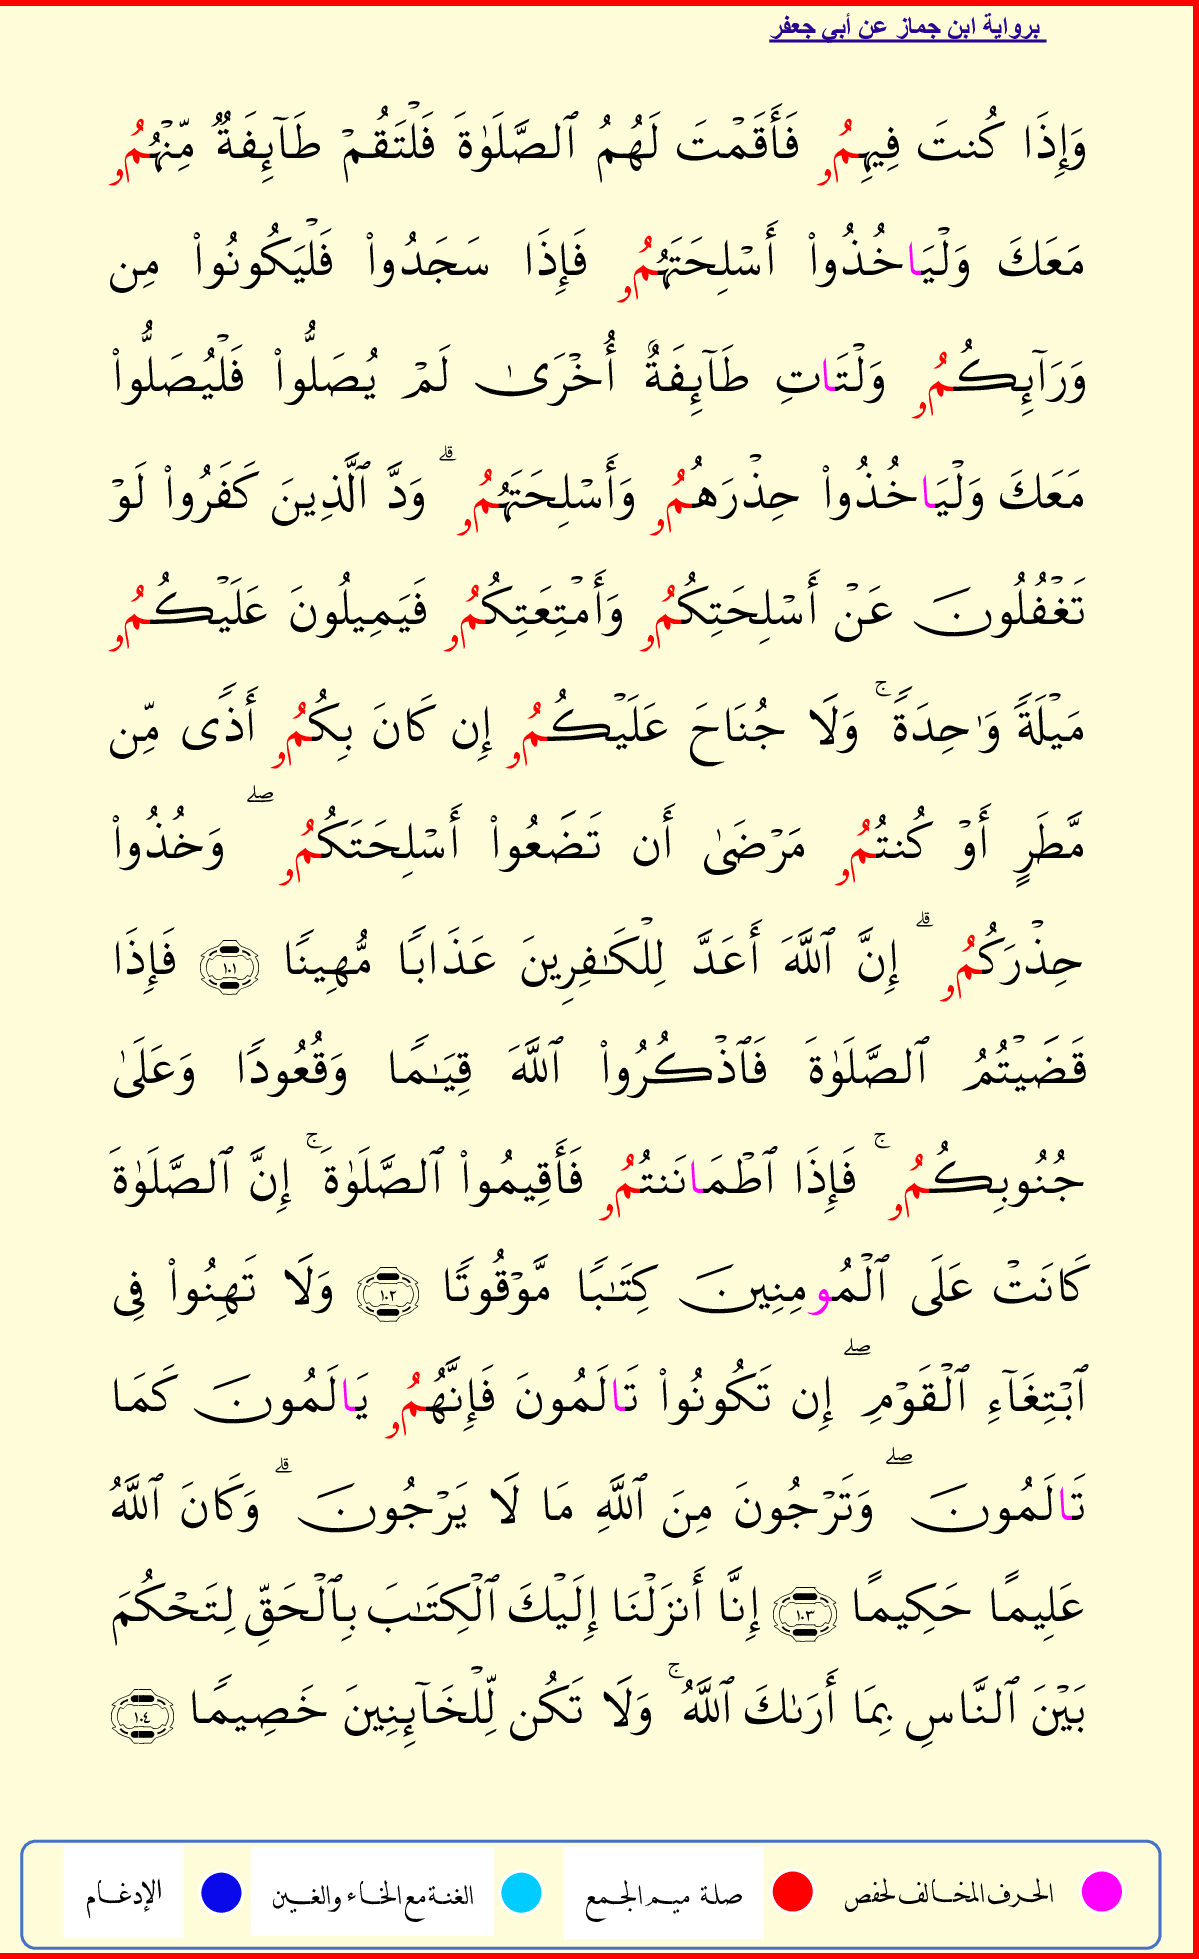 برواية ابن جماز عن أبي جعفر
وَإِذَا كُنتَ فِيهِمُۥ فَأَقَمۡتَ لَهُمُ ٱلصَّلَوٰةَ فَلۡتَقُمۡ طَآئِفَةٞ مِّنۡهُمُۥ
مَعَكَ وَلۡيَاخُذُواْ أَسۡلِحَتَهُمُۥ فَإِذَا سَجَدُواْ فَلۡيَكُونُواْ مِن
وَرَآئِكُمُۥ وَلۡتَاتِ طَآئِفَةٌ أُخۡرَىٰ لَمۡ يُصَلُّواْ فَلۡيُصَلُّواْ
مَعَكَ وَلۡيَاخُذُواْ حِذۡرَهُمُۥ وَأَسۡلِحَتَهُمُۥۗ وَدَّ ٱلَّذِينَ كَفَرُواْ لَوۡ
تَغۡفُلُونَ عَنۡ أَسۡلِحَتِكُمُۥ وَأَمۡتِعَتِكُمُۥ فَيَمِيلُونَ عَلَيۡكُمُۥ
مَيۡلَةٗ وَٰحِدَةٗۚ وَلَا جُنَاحَ عَلَيۡكُمُۥ إِن كَانَ بِكُمُۥ أَذٗى مِّن
مَّطَرٍ أَوۡ كُنتُمُۥ مَرۡضَىٰ أَن تَضَعُواْ أَسۡلِحَتَكُمُۥۖ وَخُذُواْ
حِذۡرَكُمُۥۗ إِنَّ ٱللَّهَ أَعَدَّ لِلۡكَٰفِرِينَ عَذَابٗا مُّهِينٗا ١٠١ فَإِذَا
قَضَيۡتُمُ ٱلصَّلَوٰةَ فَٱذۡكُرُواْ ٱللَّهَ قِيَٰمٗا وَقُعُودٗا وَعَلَىٰ
جُنُوبِكُمُۥۚ فَإِذَا ٱطۡمَانَنتُمُۥ فَأَقِيمُواْ ٱلصَّلَوٰةَۚ إِنَّ ٱلصَّلَوٰةَ
كَانَتۡ عَلَى ٱلۡمُومِنِينَ كِتَٰبٗا مَّوۡقُوتٗا ١٠٢ وَلَا تَهِنُواْ فِي
ٱبۡتِغَآءِ ٱلۡقَوۡمِۖ إِن تَكُونُواْ تَالَمُونَ فَإِنَّهُمُۥ يَالَمُونَ كَمَا
تَالَمُونَۖ وَتَرۡجُونَ مِنَ ٱللَّهِ مَا لَا يَرۡجُونَۗ وَكَانَ ٱللَّهُ
عَلِيمًا حَكِيمًا ١٠٣ إِنَّا أَنزَلۡنَا إِلَيۡكَ ٱلۡكِتَٰبَ بِٱلۡحَقِّ لِتَحۡكُمَ
بَيۡنَ ٱلنَّاسِ بِمَا أَرَىٰكَ ٱللَّهُۚ وَلَا تَكُن لِّلۡخَآئِنِينَ خَصِيمٗا ١٠٤
الحرف المخالف لحفص صلة ميم الجمع الغنة مع الخاء والغين الإدغام